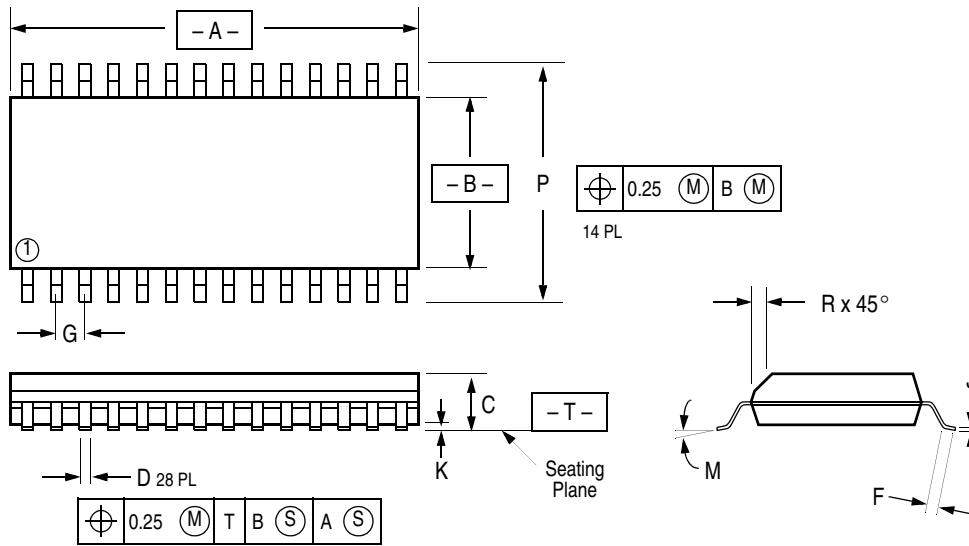 – A –
– B –
P
⌖ 0.25 Ⓜ B Ⓜ
14 PL
①
G
R x 45°
C
– T –
K
Seating
Plane
D 28 PL
M
F
⌖ 0.25 Ⓜ T B Ⓢ A Ⓢ